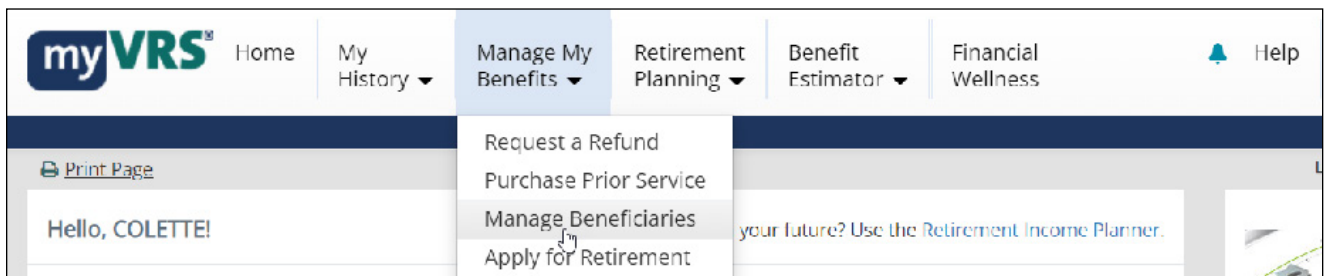 myVRS®
Home
My
History
Manage My
Benefits
Retirement
Planning
Benefit
Estimator
Financial
Wellness
Help
Request a Refund
Purchase Prior Service
Manage Beneficiaries
Apply for Retirement
Print Page
Hello, COLETTE!
your future? Use the Retirement Income Planner.